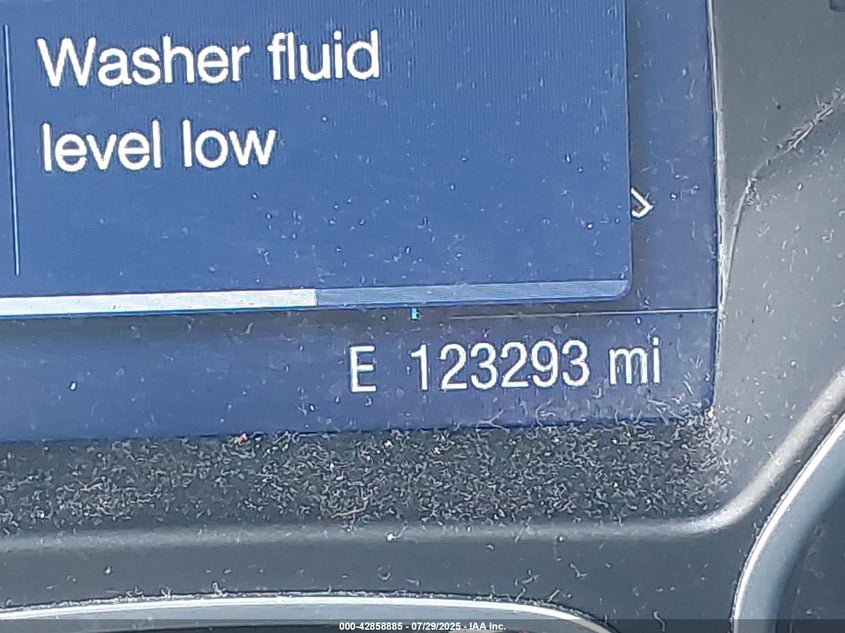 Washer fluid
level low
E 123293 mi
000-42858885 - 07/29/2025 - IAA Inc.